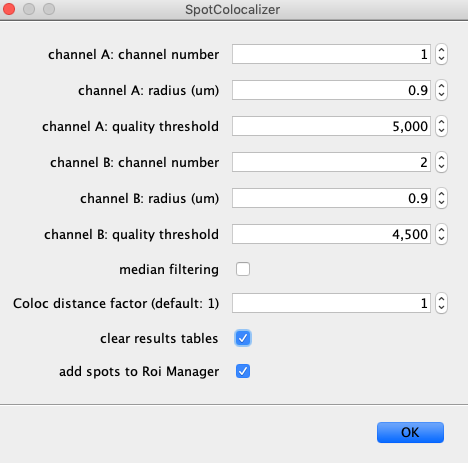 SpotColocalizer
channel A: channel number 1
channel A: radius (um) 0.9
channel A: quality threshold 5,000
channel B: channel number 2
channel B: radius (um) 0.9
channel B: quality threshold 4,500
median filtering
Coloc distance factor (default: 1) 1
clear results tables
add spots to Roi Manager
OK